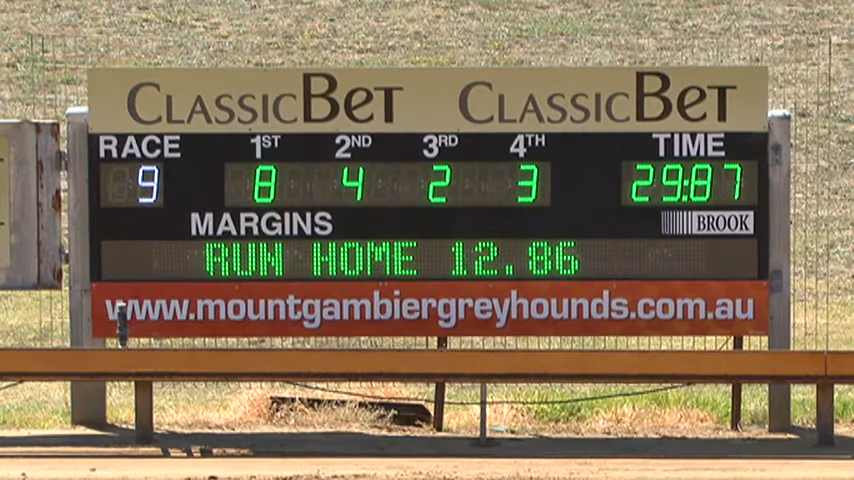 CLASSICBET CLASSICBET
RACE 1ST 2ND 3RD 4TH TIME
9 8 4 2 3 29:87
MARGINS BROOK
RUN HOME 12.86
www.mountgambiergreyhounds.com.au